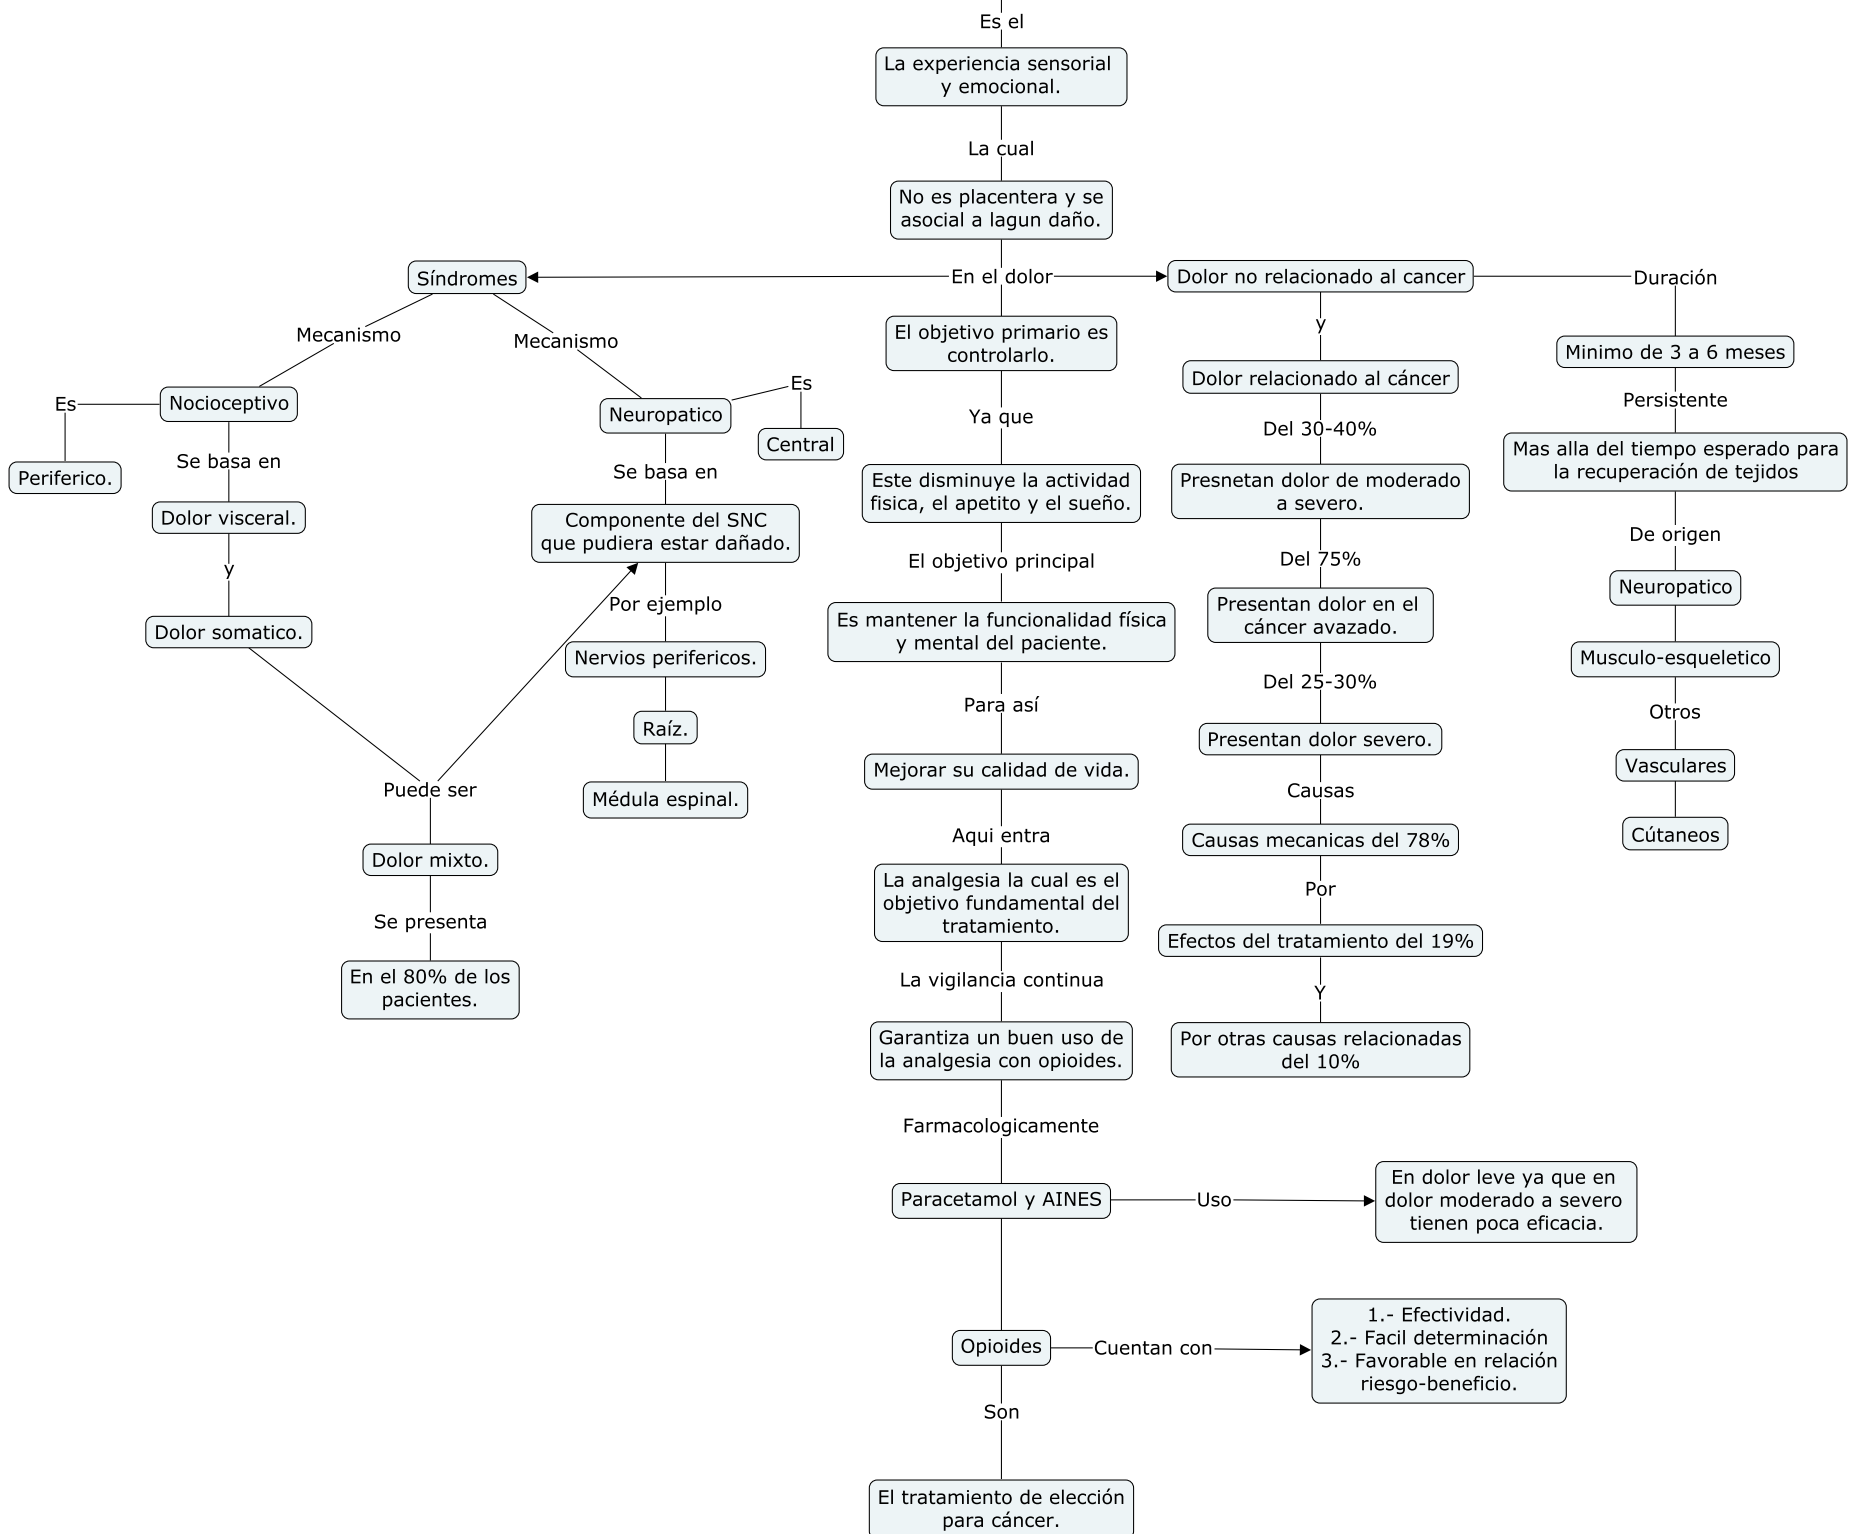 Es el
La experiencia sensorial
y emocional.
La cual
No es placentera y se
asocial a lagun daño.
En el dolor
Síndromes
Mecanismo
Mecanismo
Nocioceptivo
Es
Periferico.
Se basa en
Dolor visceral.
y
Dolor somatico.
Neuropatico
Es
Central
Se basa en
Componente del SNC
que pudiera estar dañado.
Por ejemplo
Nervios perifericos.
Raíz.
Médula espinal.
Puede ser
Dolor mixto.
Se presenta
En el 80% de los
pacientes.
El objetivo primario es
controlarlo.
Ya que
Este disminuye la actividad
fisica, el apetito y el sueño.
El objetivo principal
Es mantener la funcionalidad física
y mental del paciente.
Para así
Mejorar su calidad de vida.
Aqui entra
La analgesia la cual es el
objetivo fundamental del
tratamiento.
La vigilancia continua
Garantiza un buen uso de
la analgesia con opioides.
Farmacologicamente
Paracetamol y AINES
Uso
En dolor leve ya que en
dolor moderado a severo
tienen poca eficacia.
Opioides
Cuentan con
1.- Efectividad.
2.- Facil determinación
3.- Favorable en relación
riesgo-beneficio.
Son
El tratamiento de elección
para cáncer.
Dolor no relacionado al cancer
y
Dolor relacionado al cáncer
Del 30-40%
Presnetan dolor de moderado
a severo.
Del 75%
Presentan dolor en el
cáncer avazado.
Del 25-30%
Presentan dolor severo.
Causas
Causas mecanicas del 78%
Por
Efectos del tratamiento del 19%
Y
Por otras causas relacionadas
del 10%
Duración
Minimo de 3 a 6 meses
Persistente
Mas alla del tiempo esperado para
la recuperación de tejidos
De origen
Neuropatico
Musculo-esqueletico
Otros
Vasculares
Cútaneos